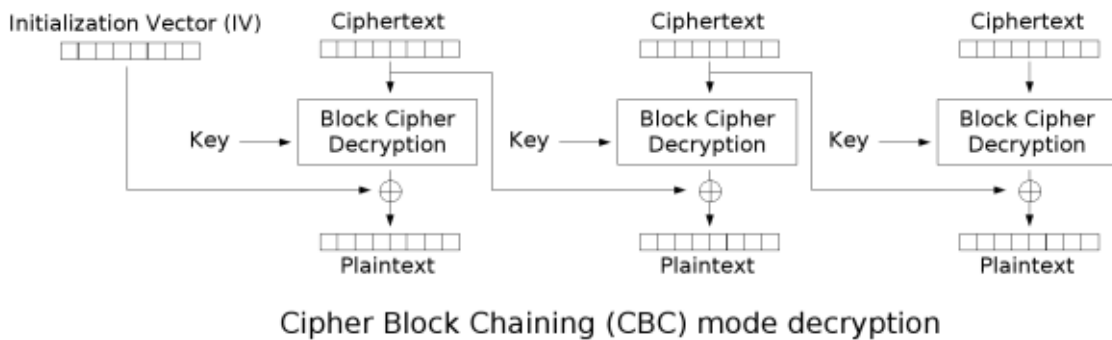 Initialization Vector (IV)
Ciphertext
Ciphertext
Ciphertext
Key
Block Cipher
Decryption
Key
Block Cipher
Decryption
Key
Block Cipher
Decryption
Plaintext
Plaintext
Plaintext
Cipher Block Chaining (CBC) mode decryption